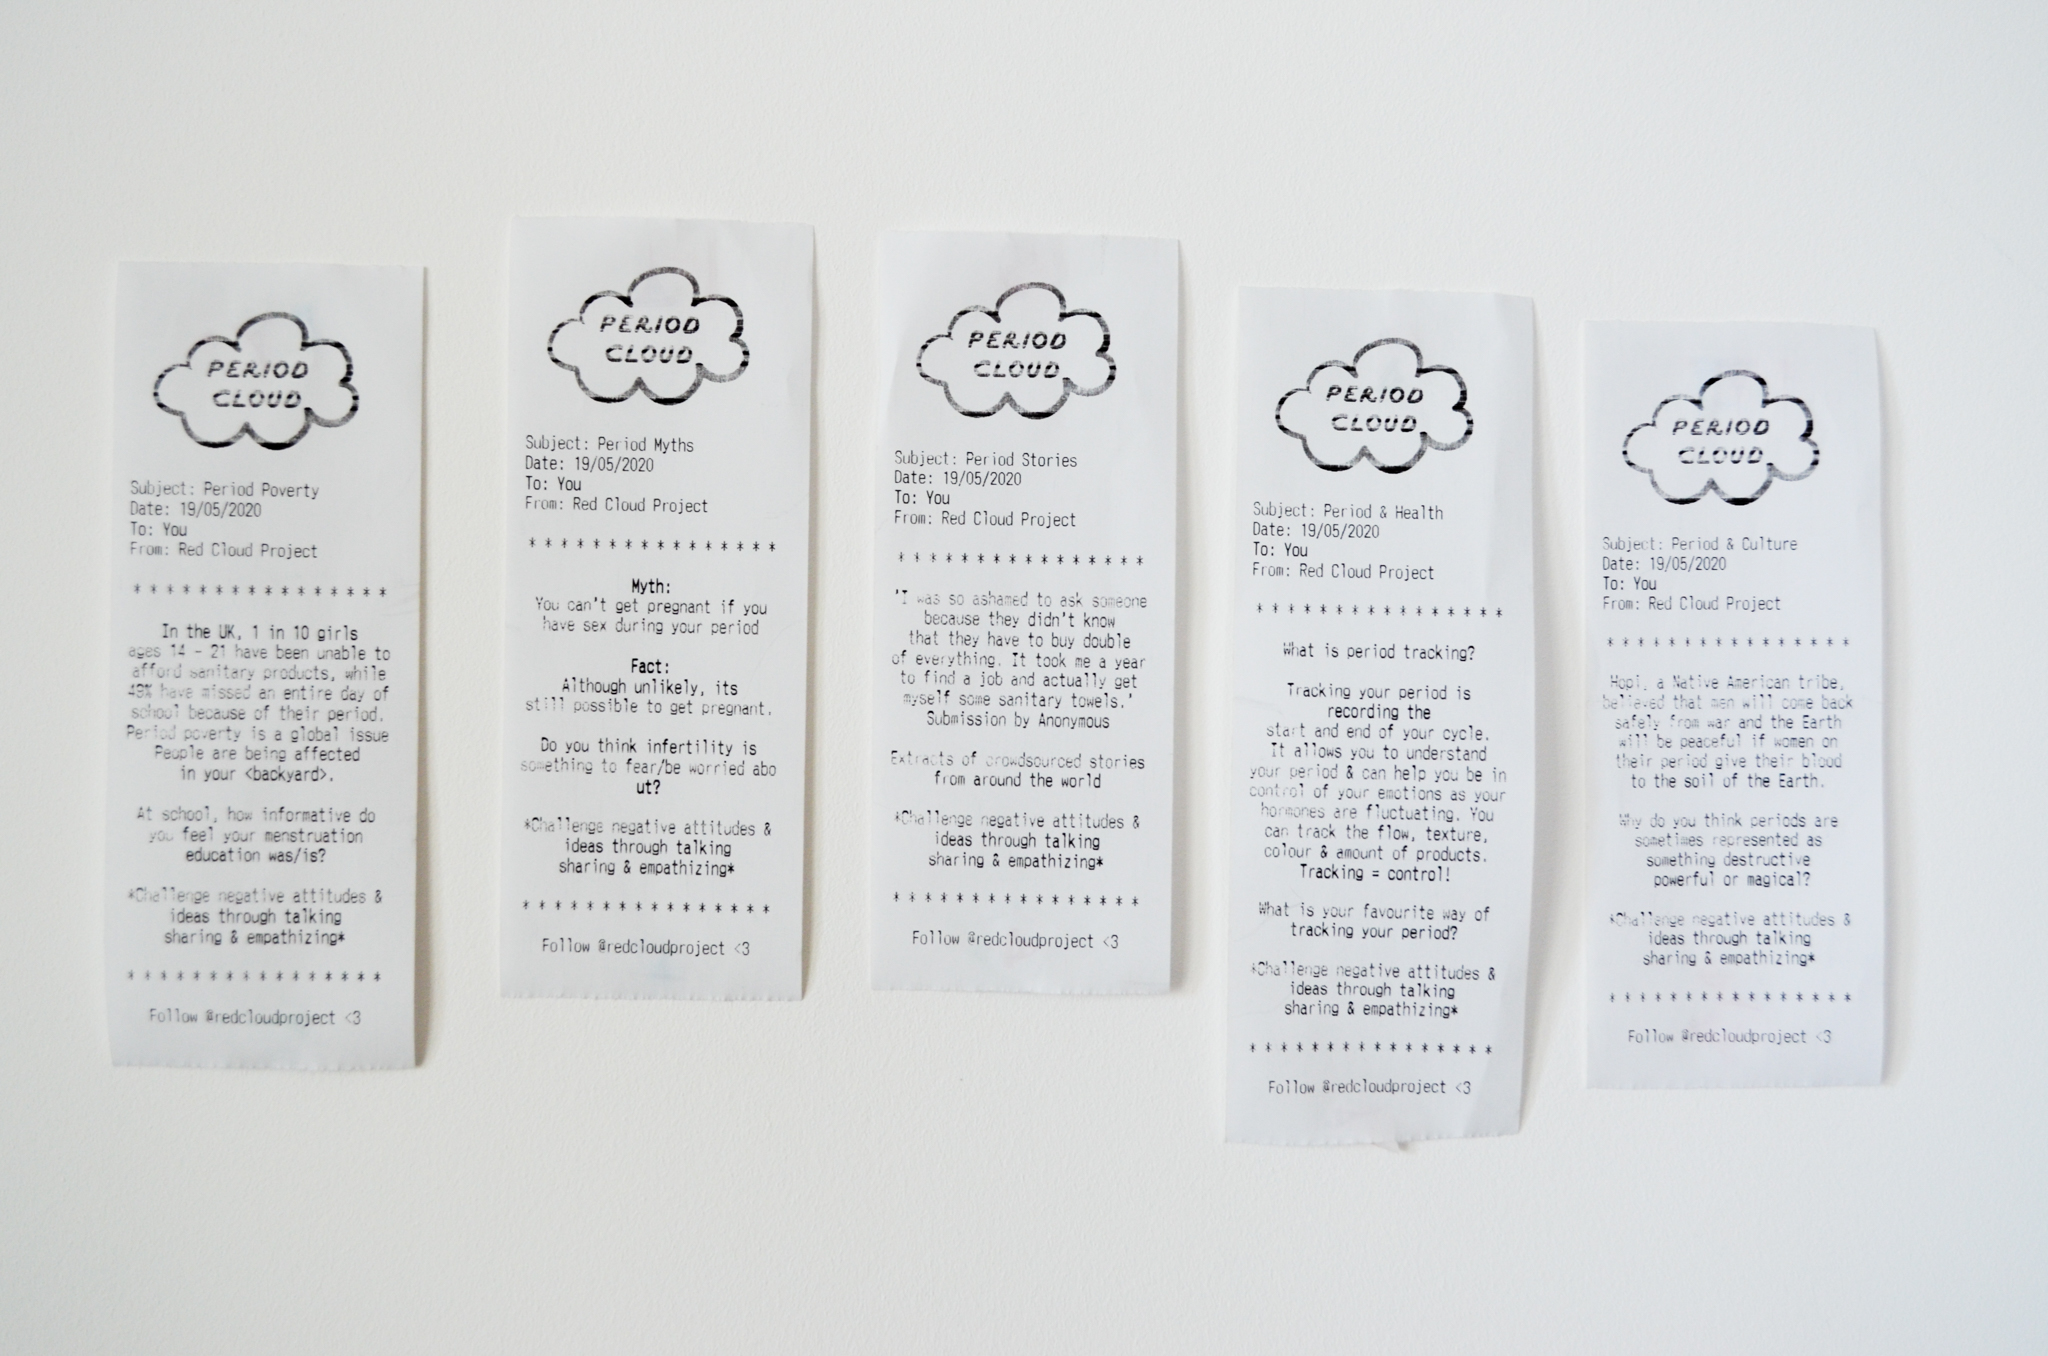 PERIOD
CLOUD
Subject: Period Poverty
Date: 19/05/2020
To: You
From: Red Cloud Project
* * * * * * * * * * * * * * * *
In the UK, 1 in 10 girls
ages 14 - 21 have been unable to
afford sanitary products, while
49% have missed an entire day of
school because of their period.
Period poverty is a global issue
People are being affected
in your <backyard>.
At school, how informative do
you feel your menstruation
education was/is?
*Challenge negative attitudes &
ideas through talking
sharing & empathizing*
* * * * * * * * * * * * * * * *
Follow @redcloudproject <3
PERIOD
CLOUD
Subject: Period Myths
Date: 19/05/2020
To: You
From: Red Cloud Project
* * * * * * * * * * * * * * * *
Myth:
You can't get pregnant if you
have sex during your period
Fact:
Although unlikely, its
still possible to get pregnant.
Do you think infertility is
something to fear/be worried abo
ut?
*Challenge negative attitudes &
ideas through talking
sharing & empathizing*
* * * * * * * * * * * * * * * *
Follow @redcloudproject <3
PERIOD
CLOUD
Subject: Period Stories
Date: 19/05/2020
To: You
From: Red Cloud Project
* * * * * * * * * * * * * * * *
'I was so ashamed to ask someone
because they didn't know
that they have to buy double
of everything. It took me a year
to find a job and actually get
myself some sanitary towels.'
Submission by Anonymous
Extracts of crowdsourced stories
from around the world
*Challenge negative attitudes &
ideas through talking
sharing & empathizing*
* * * * * * * * * * * * * * * *
Follow @redcloudproject <3
PERIOD
CLOUD
Subject: Period & Health
Date: 19/05/2020
To: You
From: Red Cloud Project
* * * * * * * * * * * * * * * *
What is period tracking?
Tracking your period is
recording the
start and end of your cycle.
It allows you to understand
your period & can help you be in
control of your emotions as your
hormones are fluctuating. You
can track the flow, texture,
colour & amount of products.
Tracking = control!
What is your favourite way of
tracking your period?
*Challenge negative attitudes &
ideas through talking
sharing & empathizing*
* * * * * * * * * * * * * * * *
Follow @redcloudproject <3
PERIOD
CLOUD
Subject: Period & Culture
Date: 19/05/2020
To: You
From: Red Cloud Project
* * * * * * * * * * * * * * * *
Hopi, a Native American tribe,
believed that men will come back
safely from war and the Earth
will be peaceful if women on
their period give their blood
to the soil of the Earth.
Why do you think periods are
sometimes represented as
something destructive
powerful or magical?
*Challenge negative attitudes &
ideas through talking
sharing & empathizing*
* * * * * * * * * * * * * * * *
Follow @redcloudproject <3